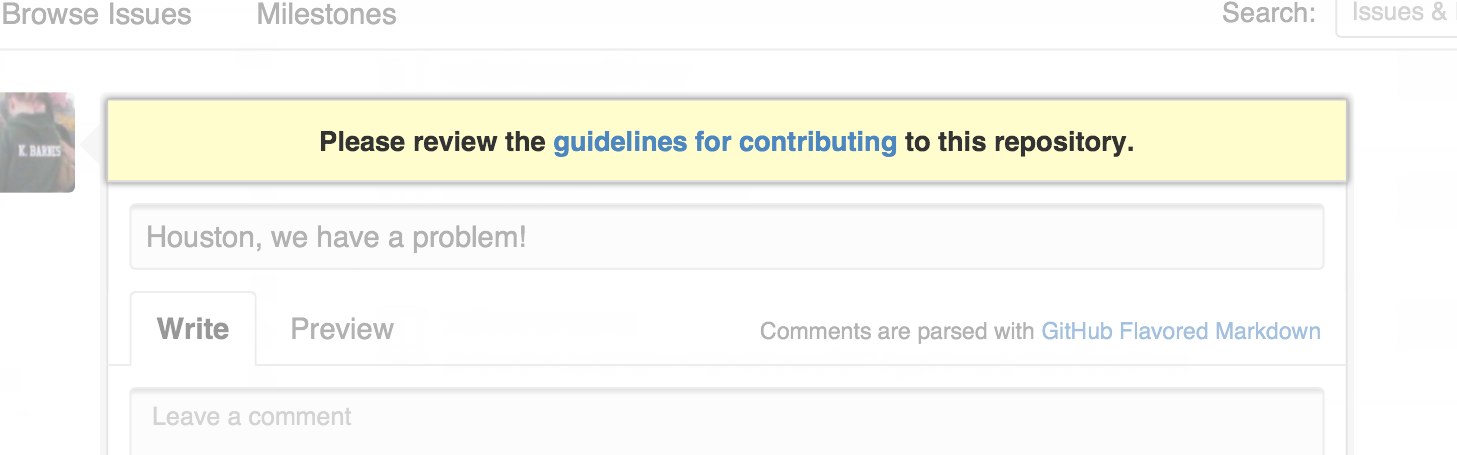 Browse Issues Milestones Search: Issues &
K. BARNES
Please review the guidelines for contributing to this repository.
Houston, we have a problem!
Write Preview Comments are parsed with GitHub Flavored Markdown
Leave a comment